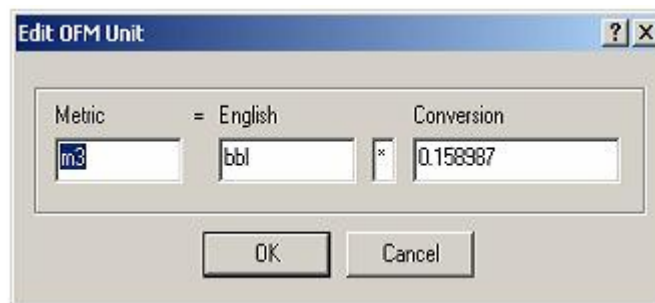 Edit OFM Unit
Metric = English Conversion
m3 bbl * 0.158987
OK Cancel